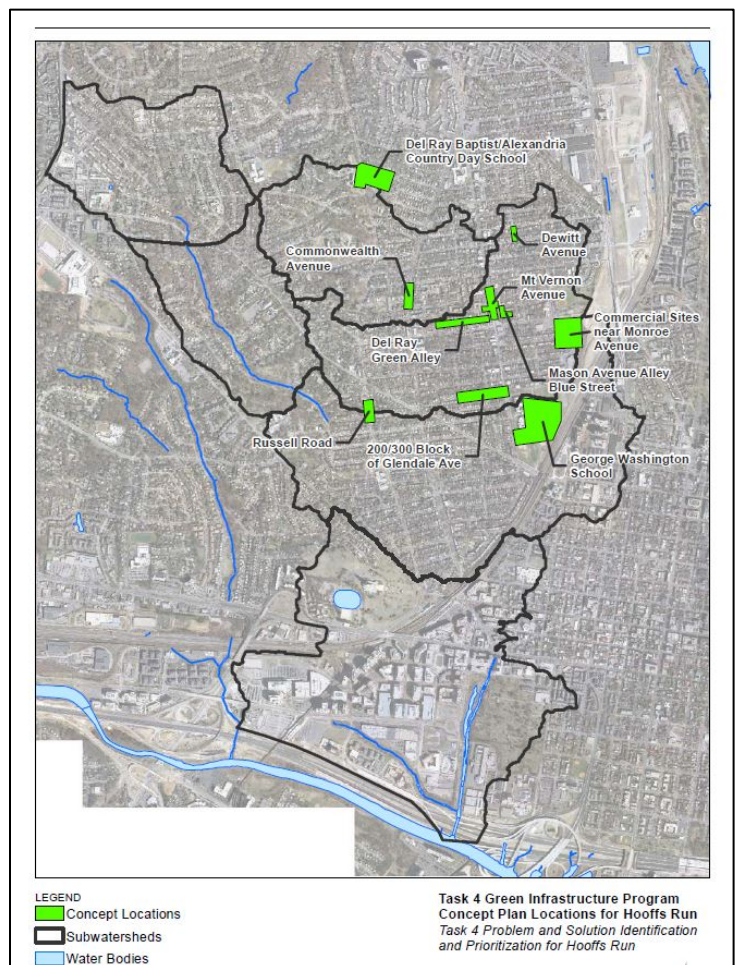 Del Ray Baptist/Alexandria
Country Day School
Dewitt
Avenue
Commonwealth
Avenue
Mt Vernon
Avenue
Commercial Sites
near Monroe
Avenue
Del Ray
Green Alley
Mason Avenue Alley
Blue Street
Russell Road
200/300 Block
of Glendale Ave
George Washington
School
LEGEND
Concept Locations
Subwatersheds
Water Bodies
Task 4 Green Infrastructure Program
Concept Plan Locations for Hooffs Run
Task 4 Problem and Solution Identification
and Prioritization for Hooffs Run